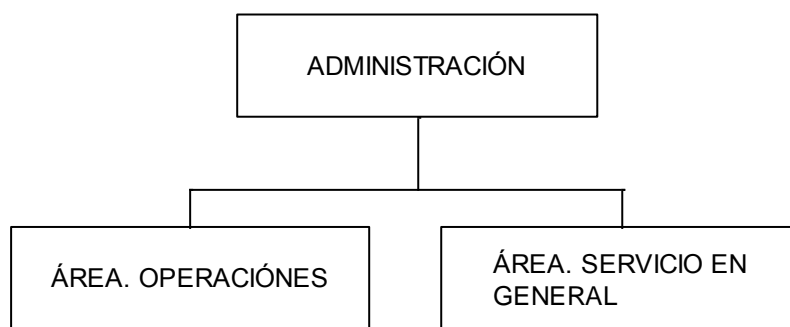 ADMINISTRACIÓN
ÁREA. OPERACIÓNES
ÁREA. SERVICIO EN
GENERAL